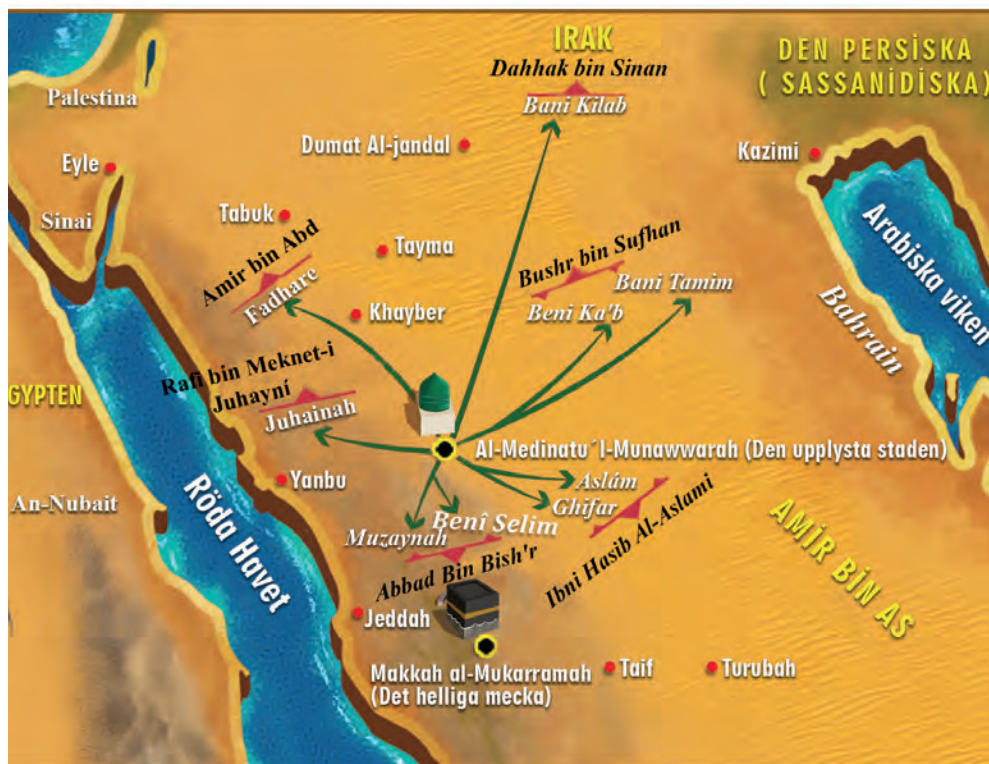 IRAK
DEN PERSİSKA
( SASSANIDISKA)
Dahhak bin Sinan
Bani Kilab
Palestina
Dumat Al-jandal
Kazimi
Eyle
Sinai
Tabuk
Tayma
Amir bin Abd
Fadhare
Khayber
Bushr bin Sufhan
Bani Tamim
Beni Ka'b
Arabiska viken
Bahrain
Rafi bin Meknet-i
Juhayní
Juhainah
GYPTEN
Al-Medinatu´l-Munawwarah (Den upplysta staden)
Yanbu
An-Nubait
Röda Havet
Aslám
Ghifar
Benî Selim
Muzaynah
Abbad Bin Bish'r
Ibni Hasib Al-Aslami
AMİR BİN AS
Jeddah
Makkah al-Mukarramah
(Det helliga mecka)
Taif
Turubah